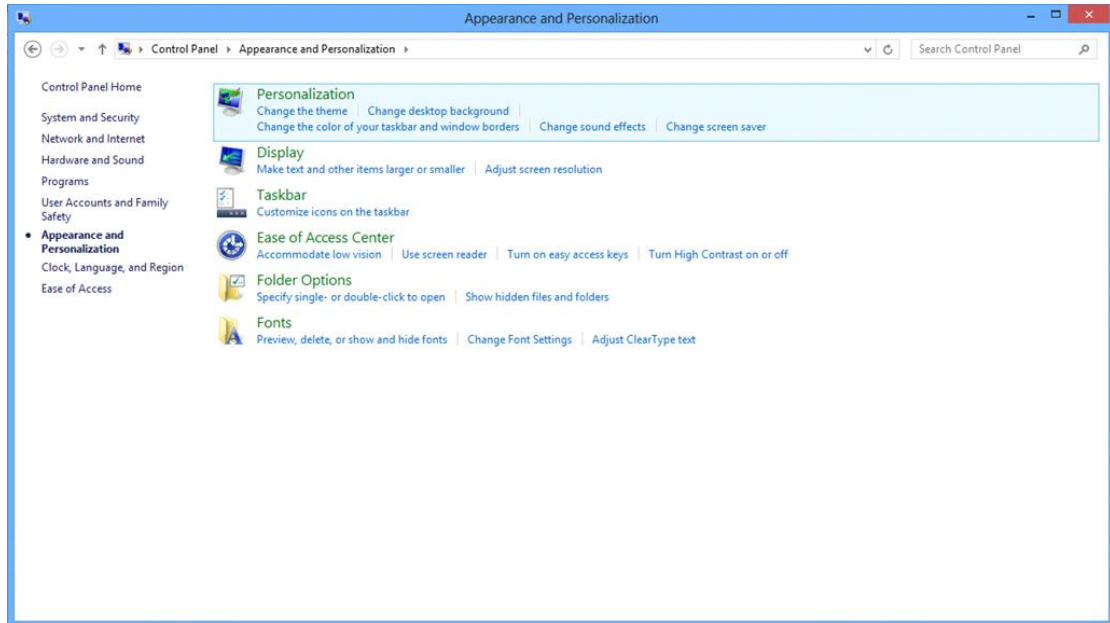 Appearance and Personalization
Control Panel Appearance and Personalization
Search Control Panel
Control Panel Home
System and Security
Network and Internet
Hardware and Sound
Programs
User Accounts and Family
Safety
Appearance and
Personalization
Clock, Language, and Region
Ease of Access
Personalization
Change the theme Change desktop background
Change the color of your taskbar and window borders Change sound effects Change screen saver
Display
Make text and other items larger or smaller Adjust screen resolution
Taskbar
Customize icons on the taskbar
Ease of Access Center
Accommodate low vision Use screen reader Turn on easy access keys Turn High Contrast on or off
Folder Options
Specify single- or double-click to open Show hidden files and folders
Fonts
Preview, delete, or show and hide fonts Change Font Settings Adjust ClearType text